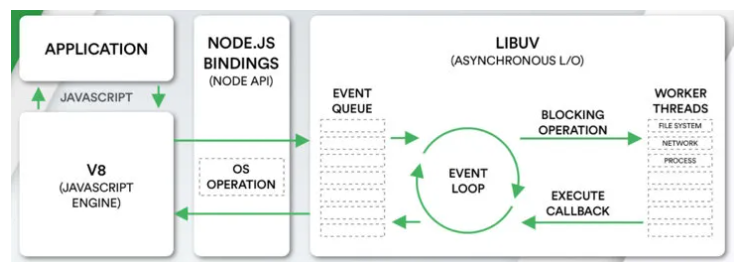 APPLICATION
JAVASCRIPT
V8
(JAVASCRIPT
ENGINE)
NODE.JS
BINDINGS
(NODE API)
OS
OPERATION
LIBUV
(ASYNCHRONOUS L/O)
EVENT
QUEUE
EVENT
LOOP
BLOCKING
OPERATION
EXECUTE
CALLBACK
WORKER
THREADS
FILE SYSTEM
NETWORK
PROCESS